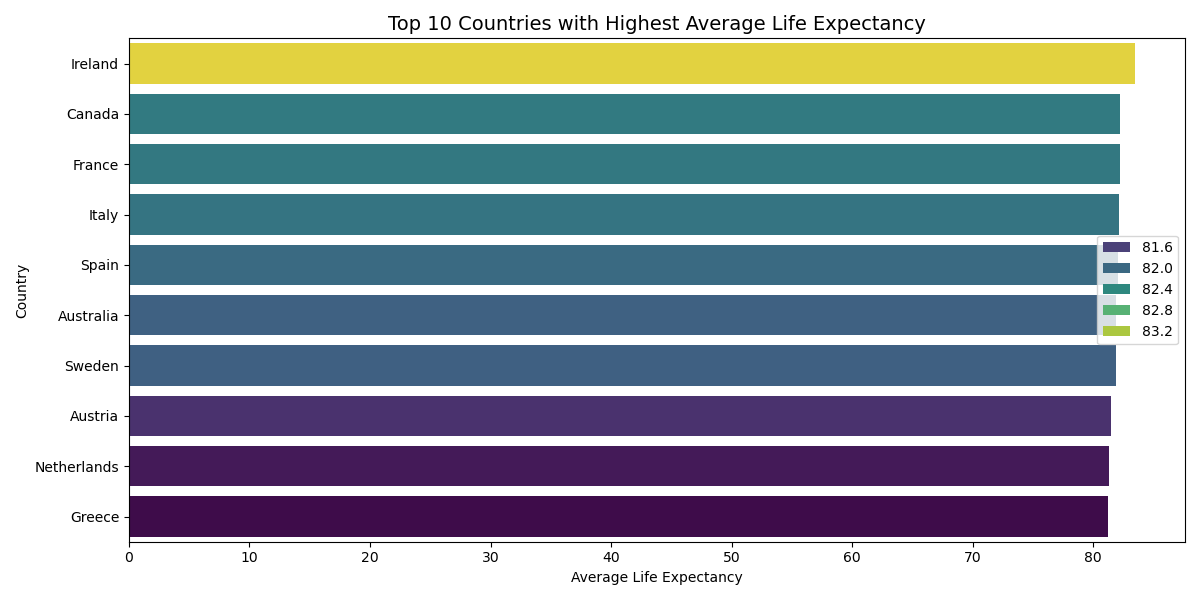 Top 10 Countries with Highest Average Life Expectancy
Country
Ireland
Canada
France
Italy
Spain
Australia
Sweden
Austria
Netherlands
Greece
81.6
82.0
82.4
82.8
83.2
0 10 20 30 40 50 60 70 80
Average Life Expectancy